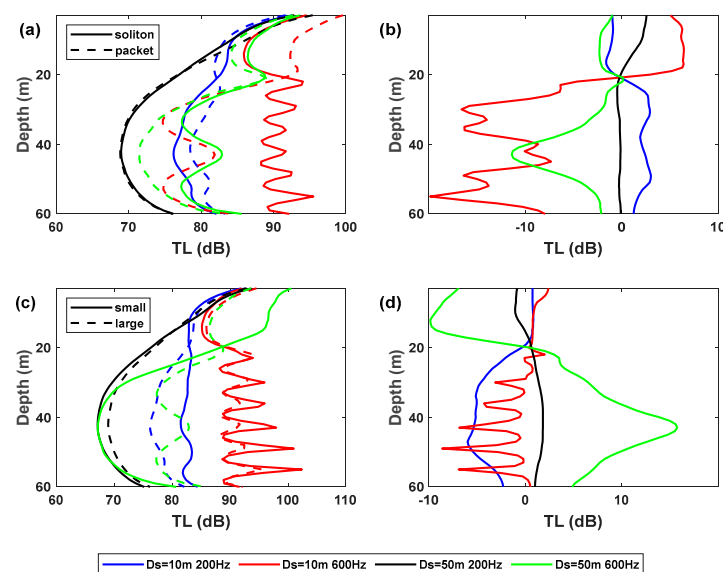 (a)
soliton
packet
20
40
60
Depth (m)
60
70
80
90
100
TL (dB)
(b)
20
40
60
Depth (m)
-10
0
10
TL (dB)
(c)
small
large
20
40
60
Depth (m)
60
70
80
90
100
110
TL (dB)
(d)
20
40
60
Depth (m)
-10
0
10
TL (dB)
Ds=10m 200Hz
Ds=10m 600Hz
Ds=50m 200Hz
Ds=50m 600Hz